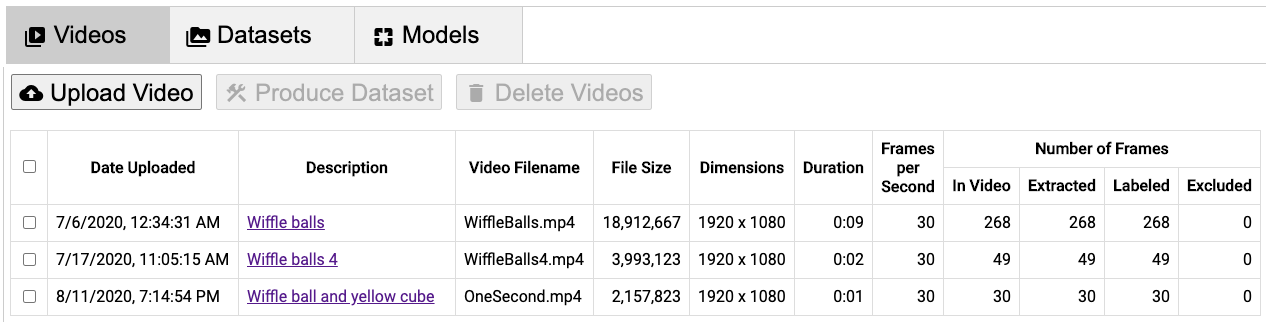 Videos Datasets Models
Upload Video Produce Dataset Delete Videos
Date Uploaded Description Video Filename File Size Dimensions Duration Frames per Second Number of Frames
In Video Extracted Labeled Excluded
7/6/2020, 12:34:31 AM Wiffle balls WiffleBalls.mp4 18,912,667 1920 x 1080 0:09 30 268 268 268 0
7/17/2020, 11:05:15 AM Wiffle balls 4 WiffleBalls4.mp4 3,993,123 1920 x 1080 0:02 30 49 49 49 0
8/11/2020, 7:14:54 PM Wiffle ball and yellow cube OneSecond.mp4 2,157,823 1920 x 1080 0:01 30 30 30 30 0